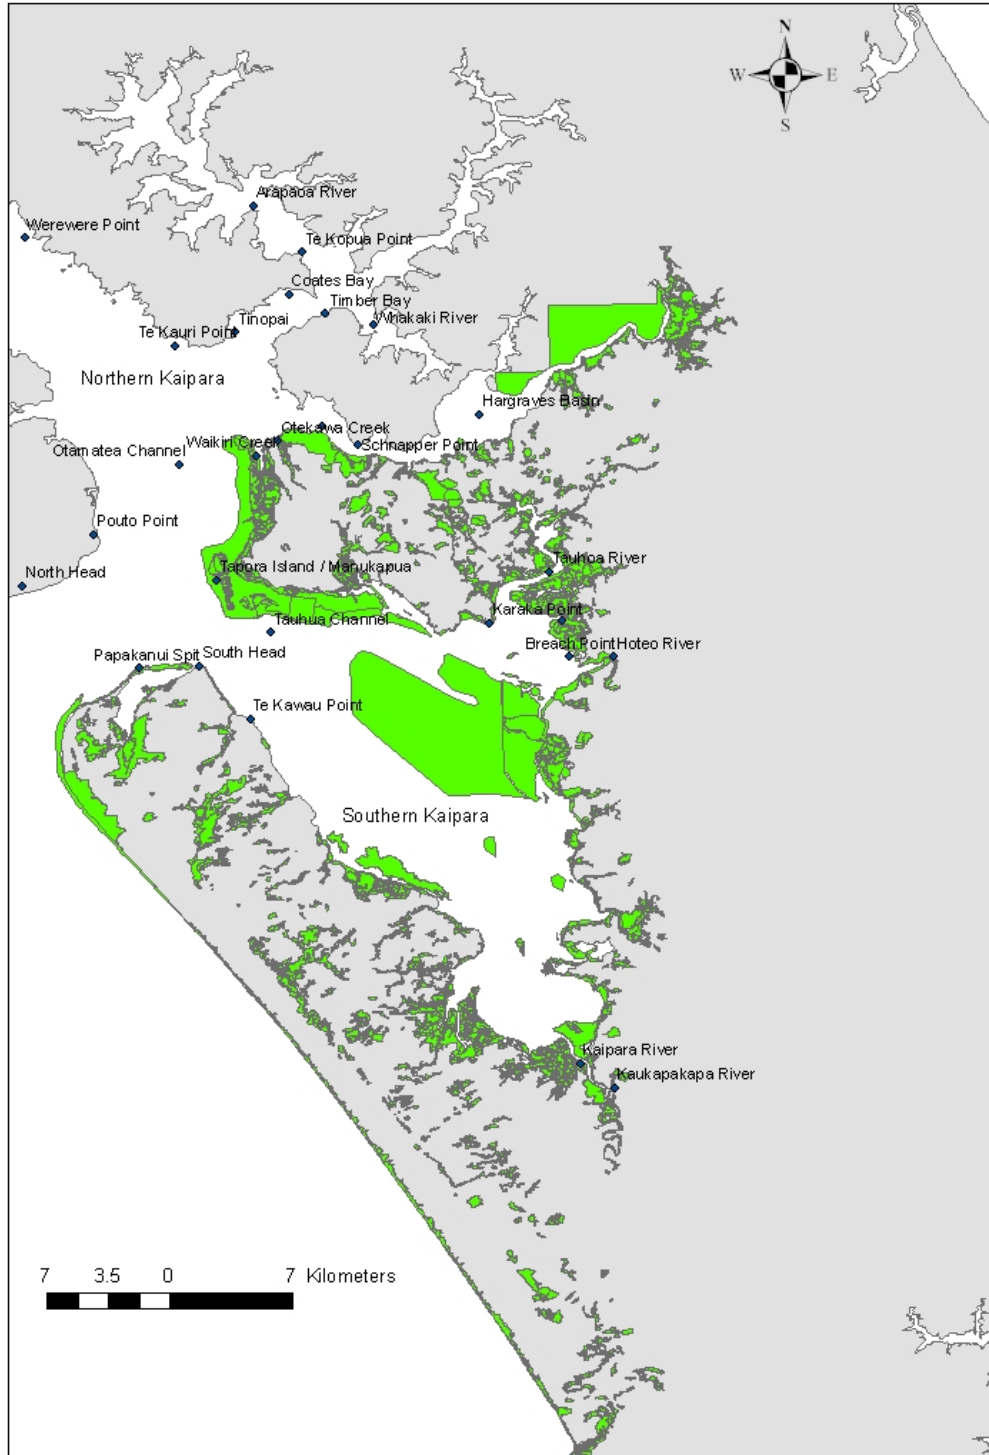 N
W E
S
Arapaoa River
Werewere Point
Te Kopua Point
Coates Bay
Timber Bay
Tinopai
Whakaki River
Te Kauri Point
Northern Kaipara
Hargraves Basin
Otekawa Creek
Waikiri Creek
Schnapper Point
Otamatea Channel
Pouto Point
Tauhoa River
North Head
Tapora Island / Manukapua
Karaka Point
Tauhua Channel
Breach Point
Hoteo River
Papakanui Spit
South Head
Te Kawau Point
Southern Kaipara
Kaipara River
Kaukapakapa River
7 3.5 0 7 Kilometers